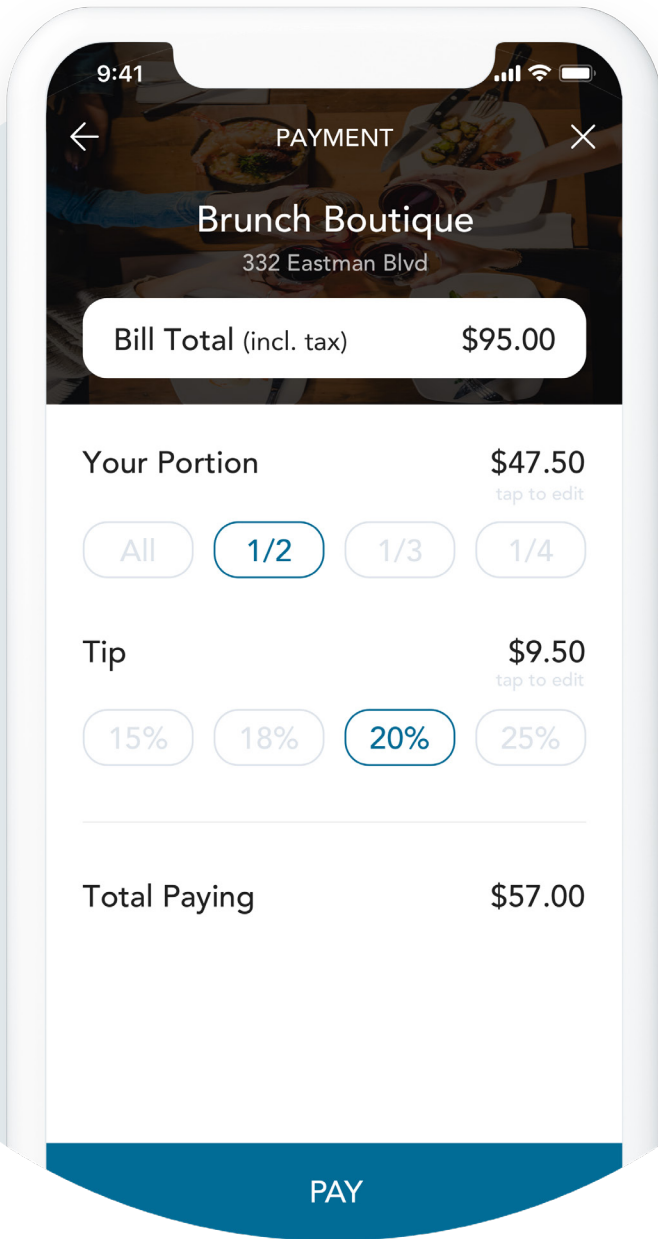 9:41
PAYMENT
Brunch Boutique
332 Eastman Blvd
Bill Total (incl. tax) $95.00
Your Portion $47.50
tap to edit
All 1/2 1/3 1/4
Tip $9.50
tap to edit
15% 18% 20% 25%
Total Paying $57.00
PAY